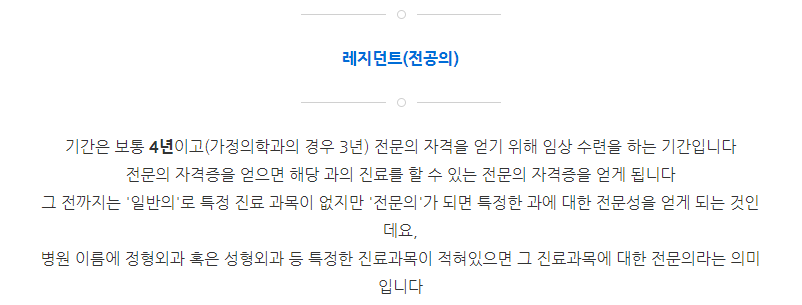 레지던트(전공의)
기간은 보통 4년이고(가정의학과의 경우 3년) 전문의 자격을 얻기 위해 임상 수련을 하는 기간입니다
전문의 자격증을 얻으면 해당 과의 진료를 할 수 있는 전문의 자격증을 얻게 됩니다
그 전까지는 '일반의'로 특정 진료 과목이 없지만 '전문의'가 되면 특정한 과에 대한 전문성을 얻게 되는 것인
데요,
병원 이름에 정형외과 혹은 성형외과 등 특정한 진료과목이 적혀있으면 그 진료과목에 대한 전문의라는 의미
입니다